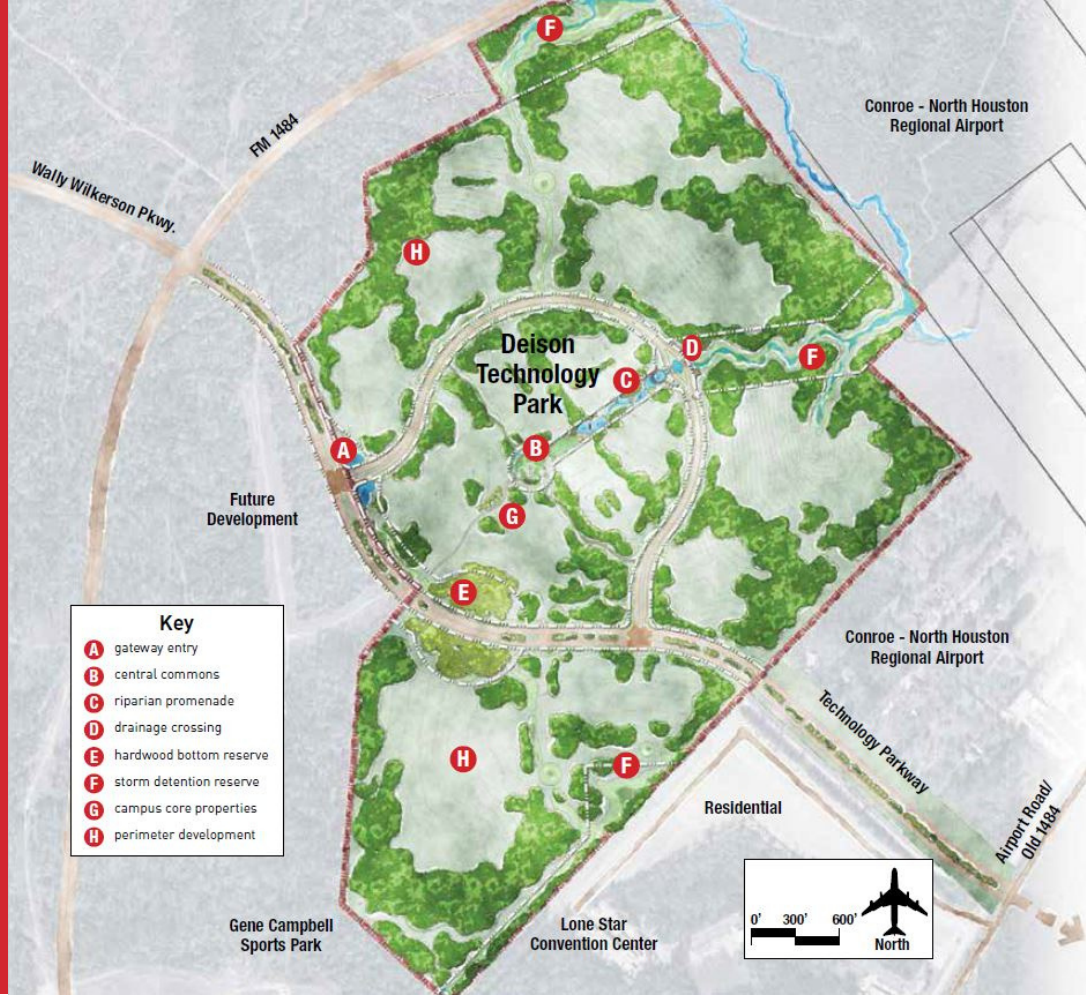 F
Conroe - North Houston
Regional Airport
FM 1484
Wally Wilkerson Pkwy.
H
Deison
Technology
Park
D
F
C
A
B
Future
Development
G
E
Key
A gateway entry
B central commons
C riparian promenade
D drainage crossing
E hardwood bottom reserve
F storm detention reserve
G campus core properties
H perimeter development
Conroe - North Houston
Regional Airport
Technology Parkway
H
F
Residential
Airport Road/
Old 1484
Gene Campbell
Sports Park
Lone Star
Convention Center
0' 300' 600'
North